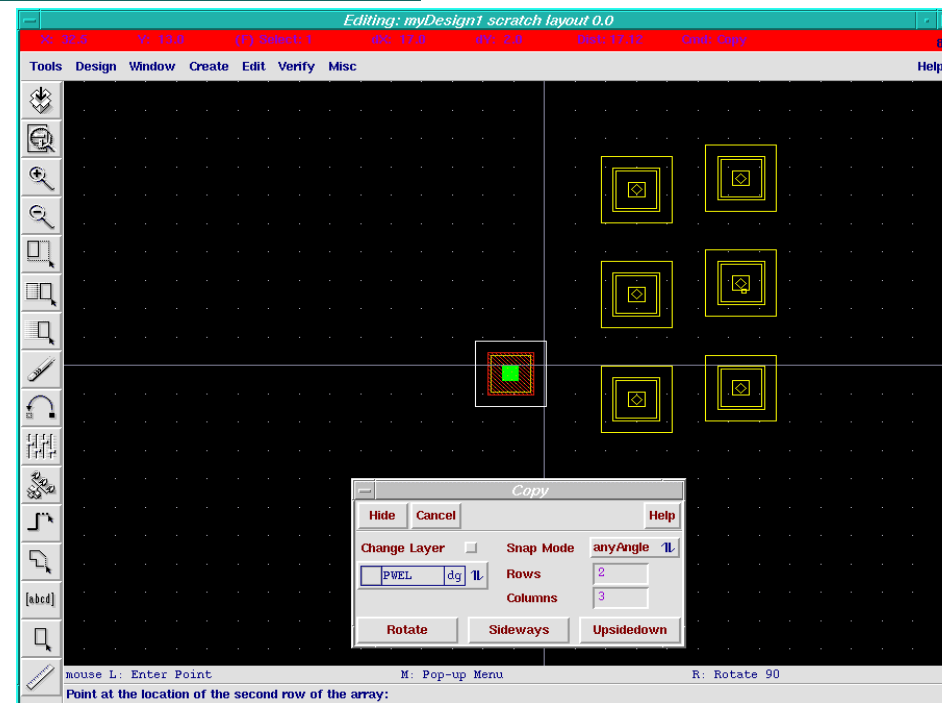 Editing: myDesign1 scratch layout 0.0
Tools Design Window Create Edit Verify Misc Help
[abcd]
Copy
Hide Cancel Help
Change Layer Snap Mode anyAngle
PWEL dg Rows 2
Columns 3
Rotate Sideways Upsidedown
mouse L: Enter Point M: Pop-up Menu R: Rotate 90
Point at the location of the second row of the array: